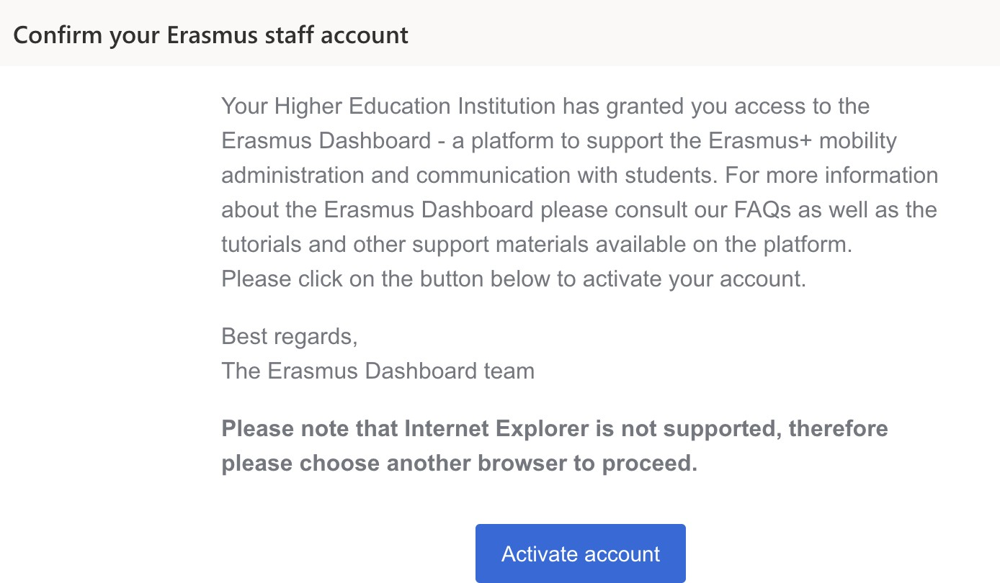 Confirm your Erasmus staff account
Your Higher Education Institution has granted you access to the
Erasmus Dashboard - a platform to support the Erasmus+ mobility
administration and communication with students. For more information
about the Erasmus Dashboard please consult our FAQs as well as the
tutorials and other support materials available on the platform.
Please click on the button below to activate your account.
Best regards,
The Erasmus Dashboard team
Please note that Internet Explorer is not supported, therefore
please choose another browser to proceed.
Activate account